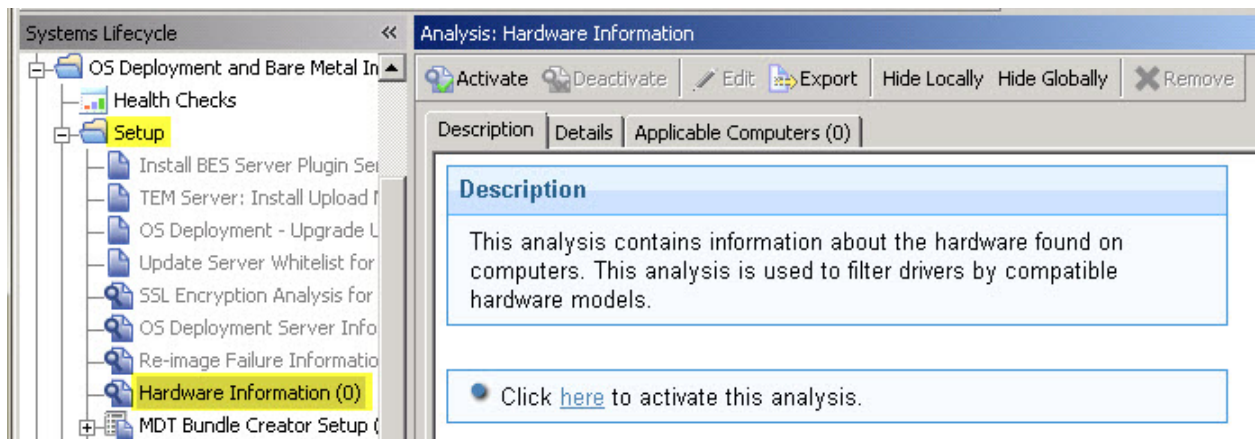 Systems Lifecycle
OS Deployment and Bare Metal In
Health Checks
Setup
Install BES Server Plugin Ser
TEM Server: Install Upload
OS Deployment - Upgrade
Update Server Whitelist for
SSL Encryption Analysis for
OS Deployment Server Info
Re-image Failure Informatio
Hardware Information (0)
MDT Bundle Creator Setup (
Analysis: Hardware Information
Activate Deactivate Edit Export Hide Locally Hide Globally Remove
Description Details Applicable Computers (0)
Description
This analysis contains information about the hardware found on
computers. This analysis is used to filter drivers by compatible
hardware models.
Click here to activate this analysis.